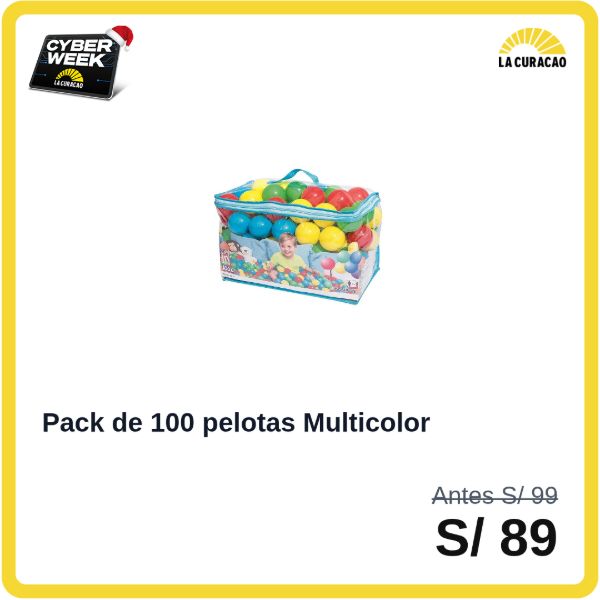 CYBER
WEEK
LA CURACAO
LA CURACAO
Pack de 100 pelotas Multicolor
Antes S/ 99
S/ 89